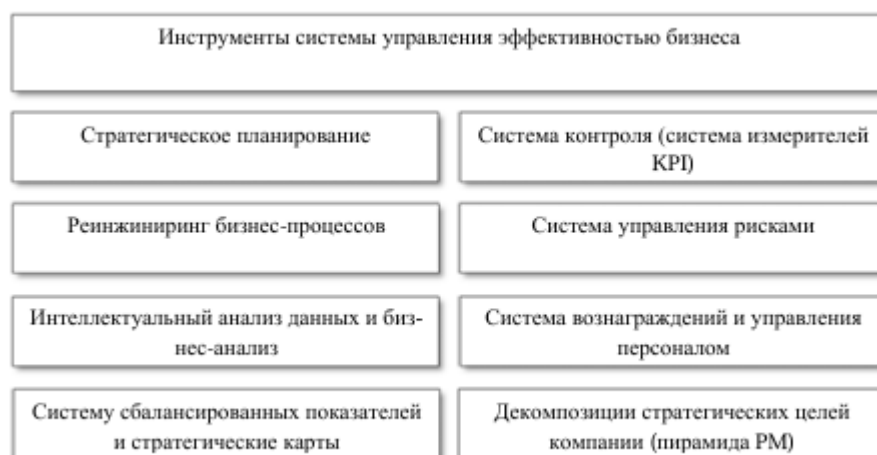 Инструменты системы управления эффективностью бизнеса
Стратегическое планирование
Система контроля (система измерителей
KPI)
Реинжиниринг бизнес-процессов
Система управления рисками
Интеллектуальный анализ данных и биз-
нес-анализ
Система вознаграждений и управления
персоналом
Систему сбалансированных показателей
и стратегические карты
Декомпозиции стратегических целей
компании (пирамида PM)